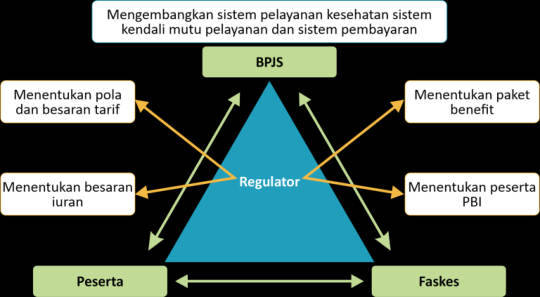 Mengembangkan sistem pelayanan kesehatan sistem
kendali mutu pelayanan dan sistem pembayaran
BPJS
Menentukan pola
dan besaran tarif
Menentukan paket
benefit
Regulator
Menentukan besaran
iuran
Menentukan peserta
PBI
Peserta
Faskes